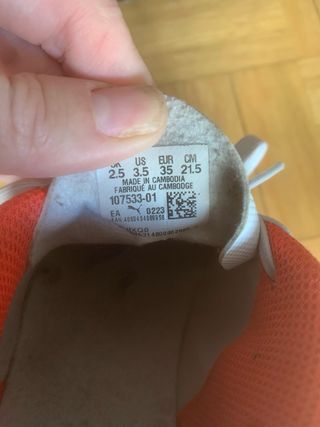 UK US EUR CM
2.5 3.5 35 21.5
MADE IN CAMBODIA
FABRIQUÉ AU CAMBODGE
107533-01
EA 0223